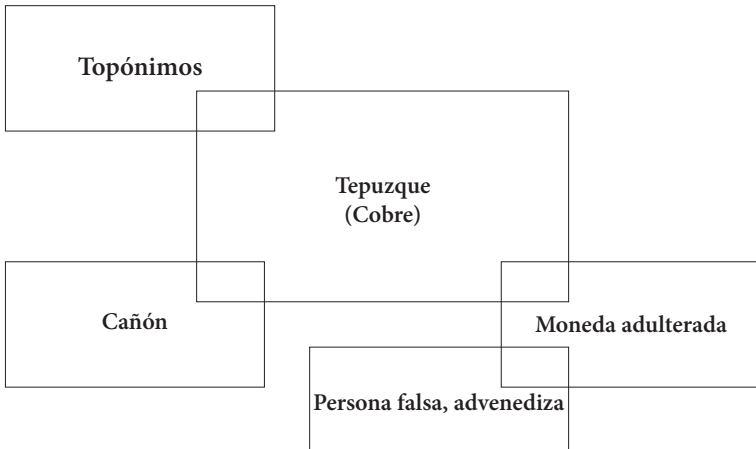 Topónimos
Tepuzque
(Cobre)
Cañón
Moneda adulterada
Persona falsa, advenediza